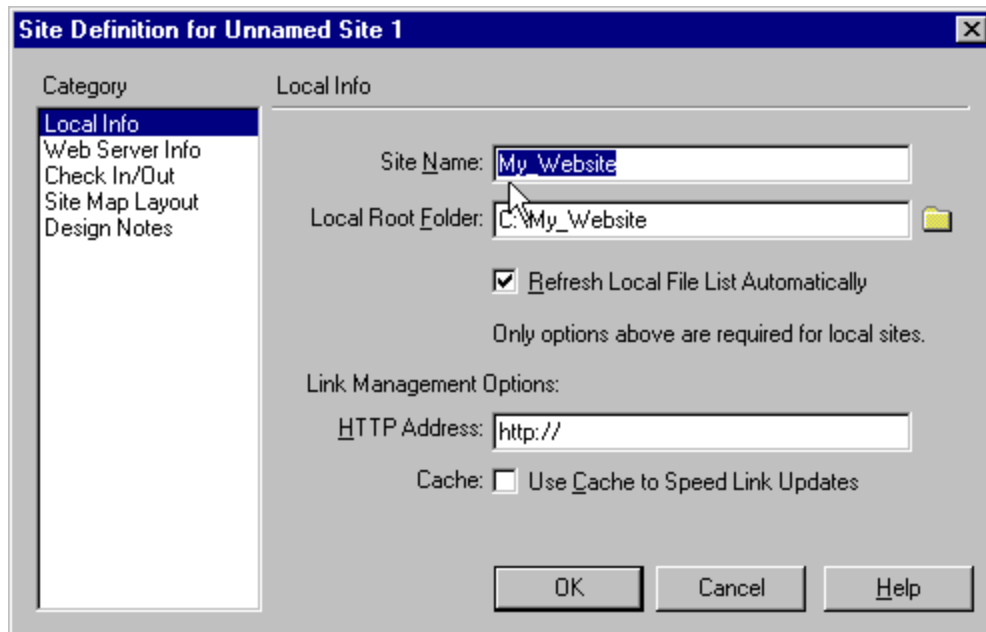 Site Definition for Unnamed Site 1
Category
Local Info
Web Server Info
Check In/Out
Site Map Layout
Design Notes
Local Info
Site Name: My_Website
Local Root Folder: C:\My_Website
Refresh Local File List Automatically
Only options above are required for local sites.
Link Management Options:
HTTP Address: http://
Cache: Use Cache to Speed Link Updates
OK Cancel Help